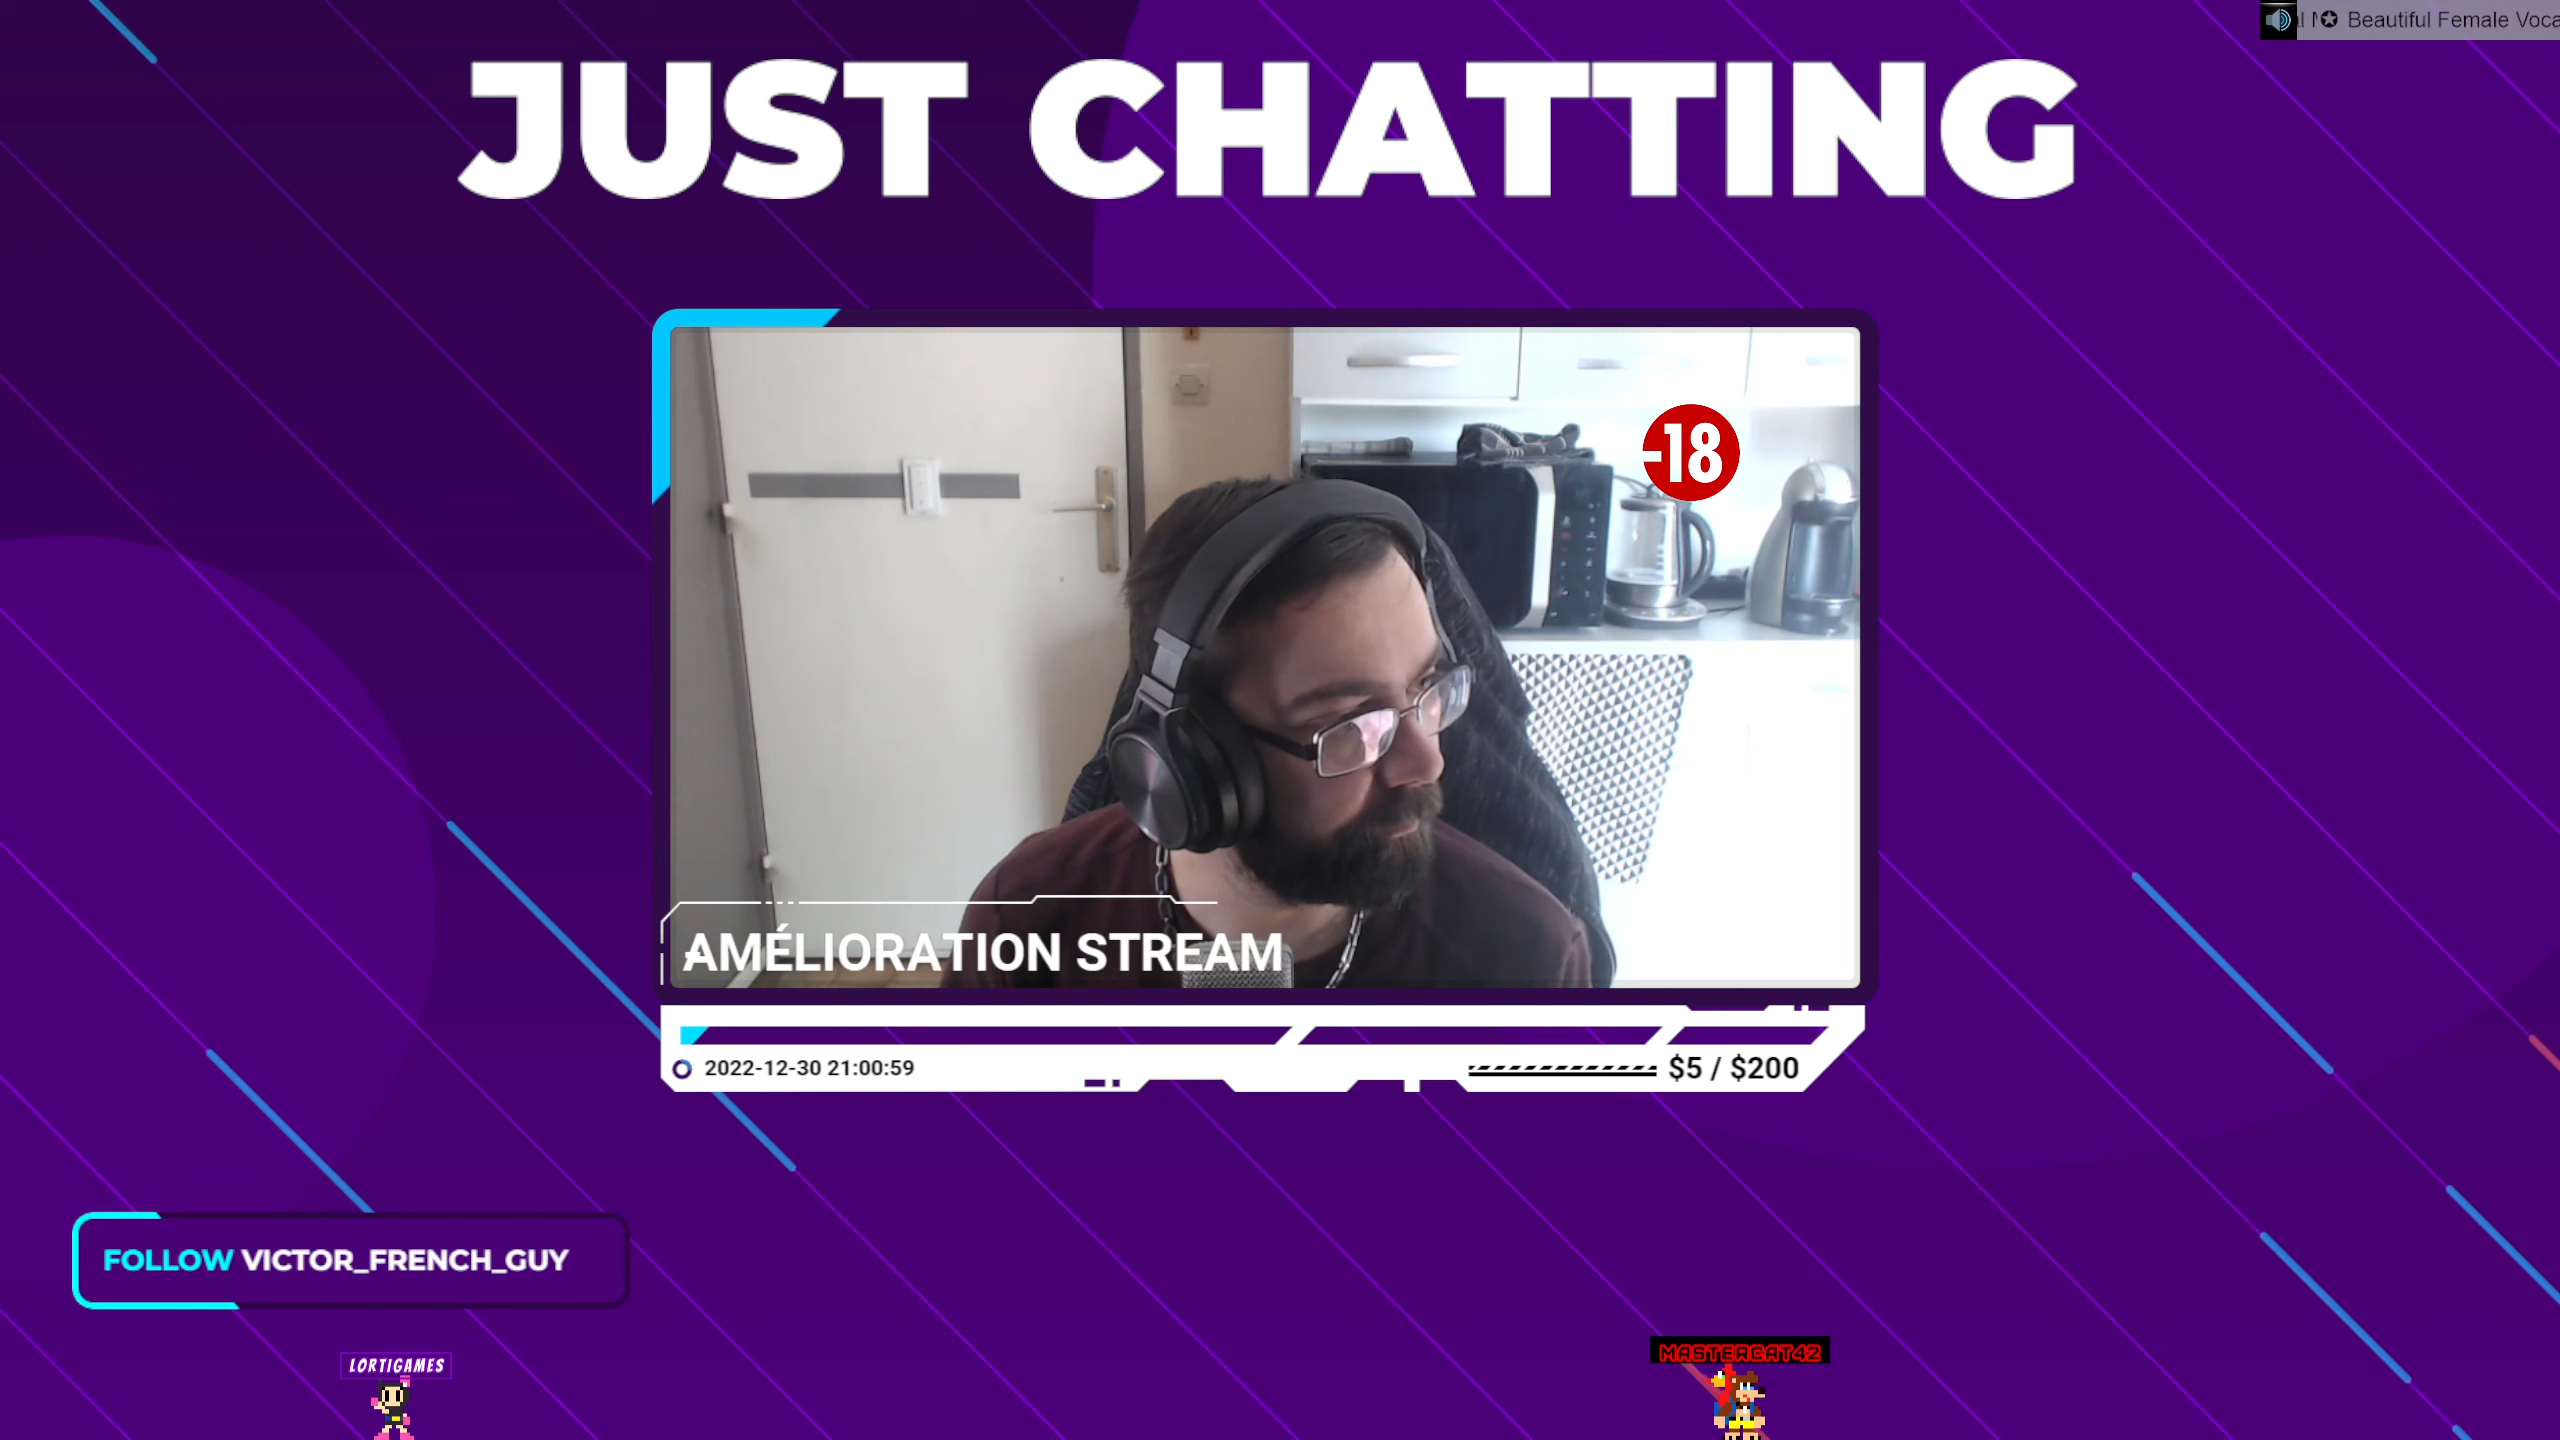 Beautiful Female Voca
JUST CHATTING
-18
AMÉLIORATION STREAM
2022-12-30 21:00:59
$5 / $200
FOLLOW VICTOR_FRENCH_GUY
LORTIGAMES
MASTERCAT42